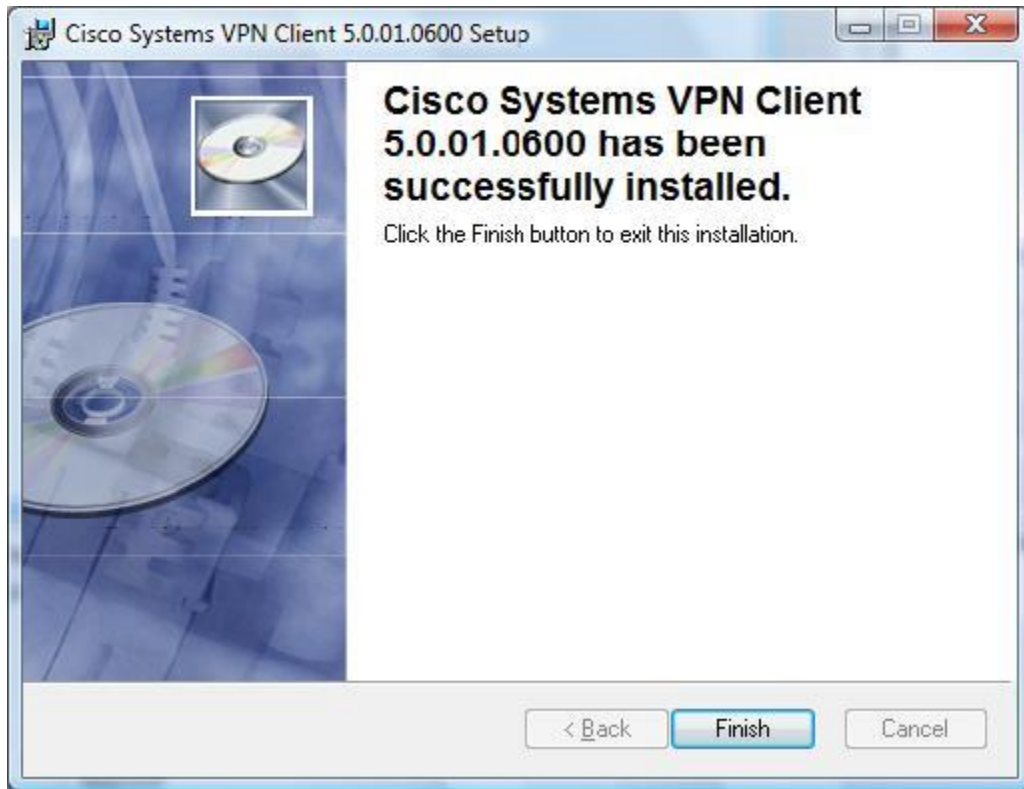 Cisco Systems VPN Client 5.0.01.0600 Setup
Cisco Systems VPN Client
5.0.01.0600 has been
successfully installed.
Click the Finish button to exit this installation.
< Back
Finish
Cancel